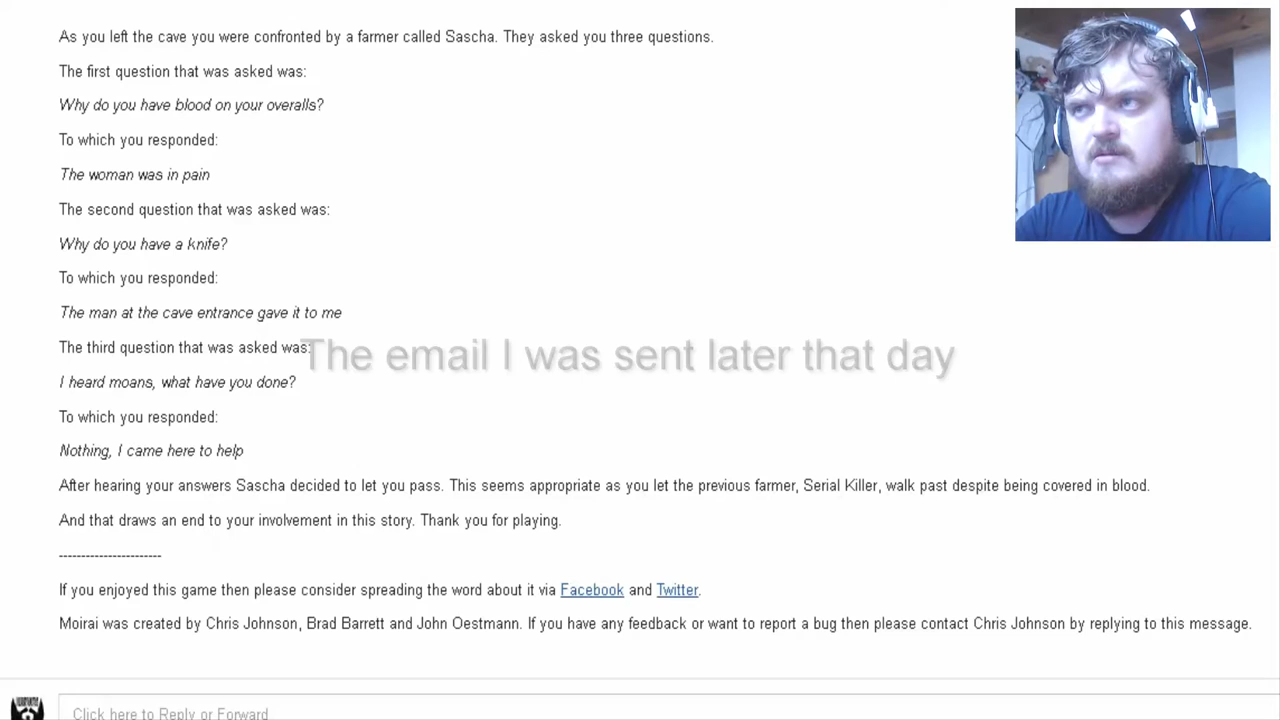 As you left the cave you were confronted by a farmer called Sascha. They asked you three questions.
The first question that was asked was:
Why do you have blood on your overalls?
To which you responded:
The woman was in pain
The second question that was asked was:
Why do you have a knife?
To which you responded:
The man at the cave entrance gave it to me
The third question that was asked was:
The email I was sent later that day
I heard moans, what have you done?
To which you responded:
Nothing, I came here to help
After hearing your answers Sascha decided to let you pass. This seems appropriate as you let the previous farmer, Serial Killer, walk past despite being covered in blood.
And that draws an end to your involvement in this story. Thank you for playing.
-----------------------
If you enjoyed this game then please consider spreading the word about it via Facebook and Twitter.
Moirai was created by Chris Johnson, Brad Barrett and John Oestmann. If you have any feedback or want to report a bug then please contact Chris Johnson by replying to this message.
Click here to Reply or Forward